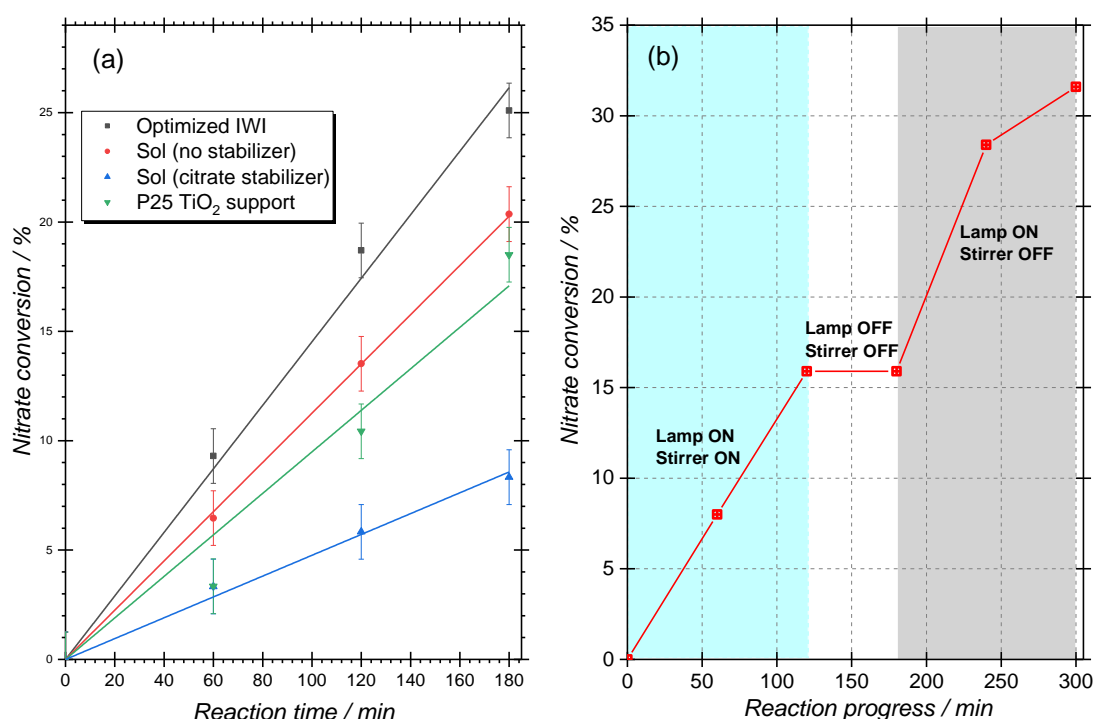 (a)
Optimized IWI
Sol (no stabilizer)
Sol (citrate stabilizer)
P25 TiO₂ support
Nitrate conversion / %
25
20
15
10
5
0
0 20 40 60 80 100 120 140 160 180
Reaction time / min
(b)
Nitrate conversion / %
35
30
25
20
15
10
5
0
Lamp ON
Stirrer OFF
Lamp OFF
Stirrer OFF
Lamp ON
Stirrer ON
0 50 100 150 200 250 300
Reaction progress / min